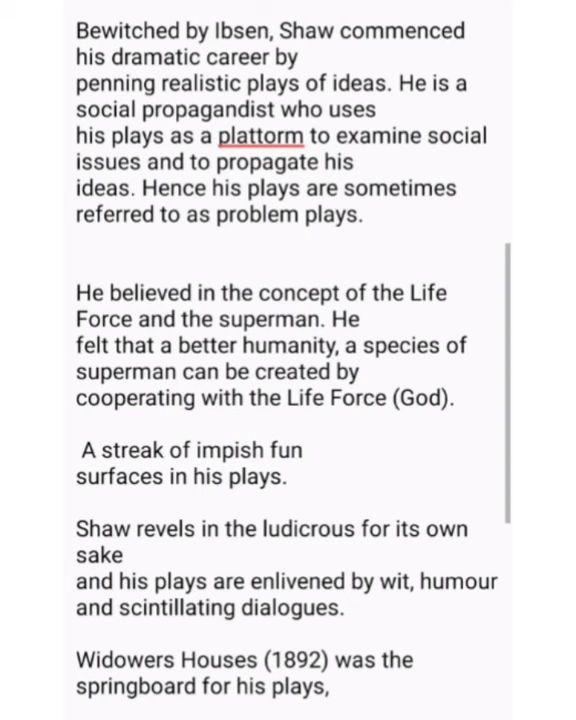 Bewitched by Ibsen, Shaw commenced
his dramatic career by
penning realistic plays of ideas. He is a
social propagandist who uses
his plays as a plattorm to examine social
issues and to propagate his
ideas. Hence his plays are sometimes
referred to as problem plays.
He believed in the concept of the Life
Force and the superman. He
felt that a better humanity, a species of
superman can be created by
cooperating with the Life Force (God).
A streak of impish fun
surfaces in his plays.
Shaw revels in the ludicrous for its own
sake
and his plays are enlivened by wit, humour
and scintillating dialogues.
Widowers Houses (1892) was the
springboard for his plays,